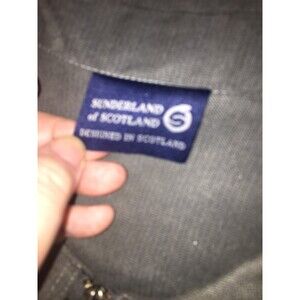 SUNDERLAND
of SCOTLAND
DESIGNED IN SCOTLAND